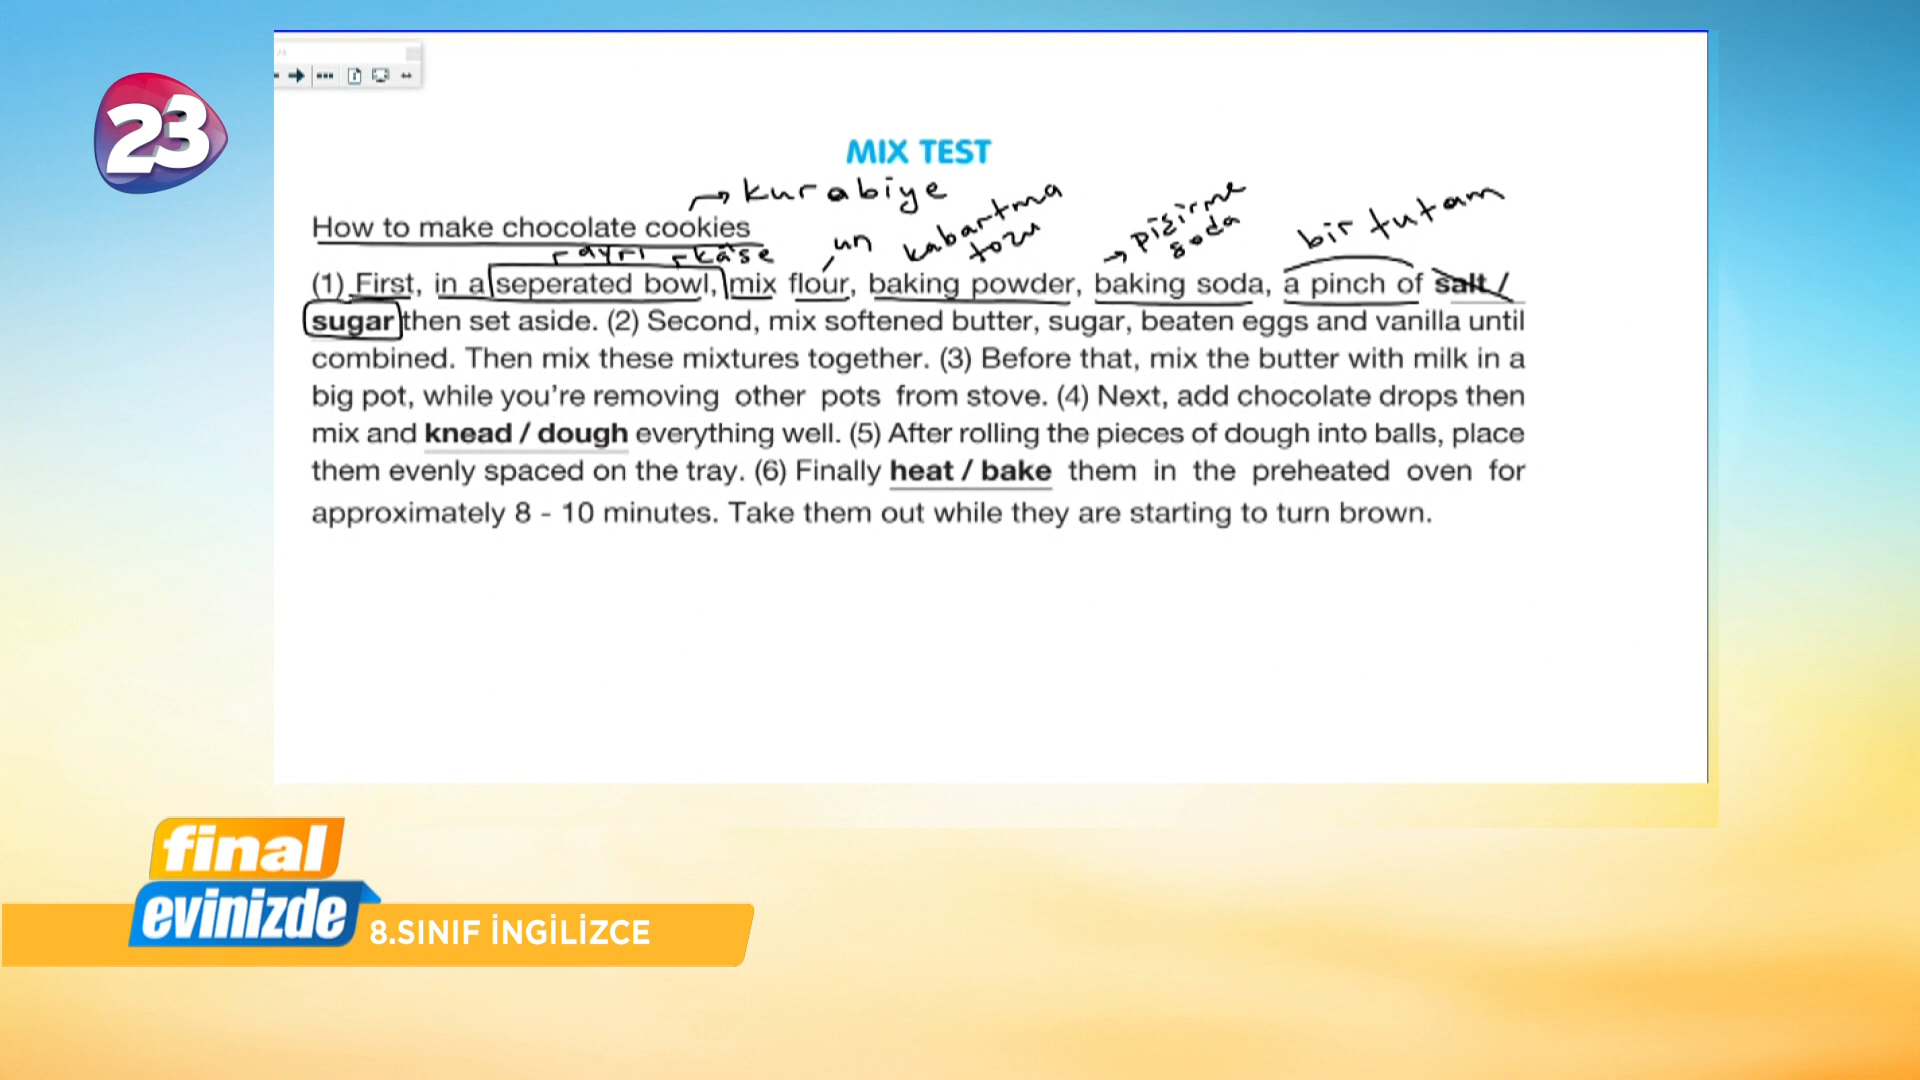 23
MIX TEST
kurabiye
How to make chocolate cookies
ayrı kâse un kabartma tozu pişirme soda bir tutam
(1) First, in a seperated bowl, mix flour, baking powder, baking soda, a pinch of salt /
sugar then set aside. (2) Second, mix softened butter, sugar, beaten eggs and vanilla until
combined. Then mix these mixtures together. (3) Before that, mix the butter with milk in a
big pot, while you're removing other pots from stove. (4) Next, add chocolate drops then
mix and knead / dough everything well. (5) After rolling the pieces of dough into balls, place
them evenly spaced on the tray. (6) Finally heat / bake them in the preheated oven for
approximately 8 - 10 minutes. Take them out while they are starting to turn brown.
final
evinizde
8.SINIF İNGİLİZCE